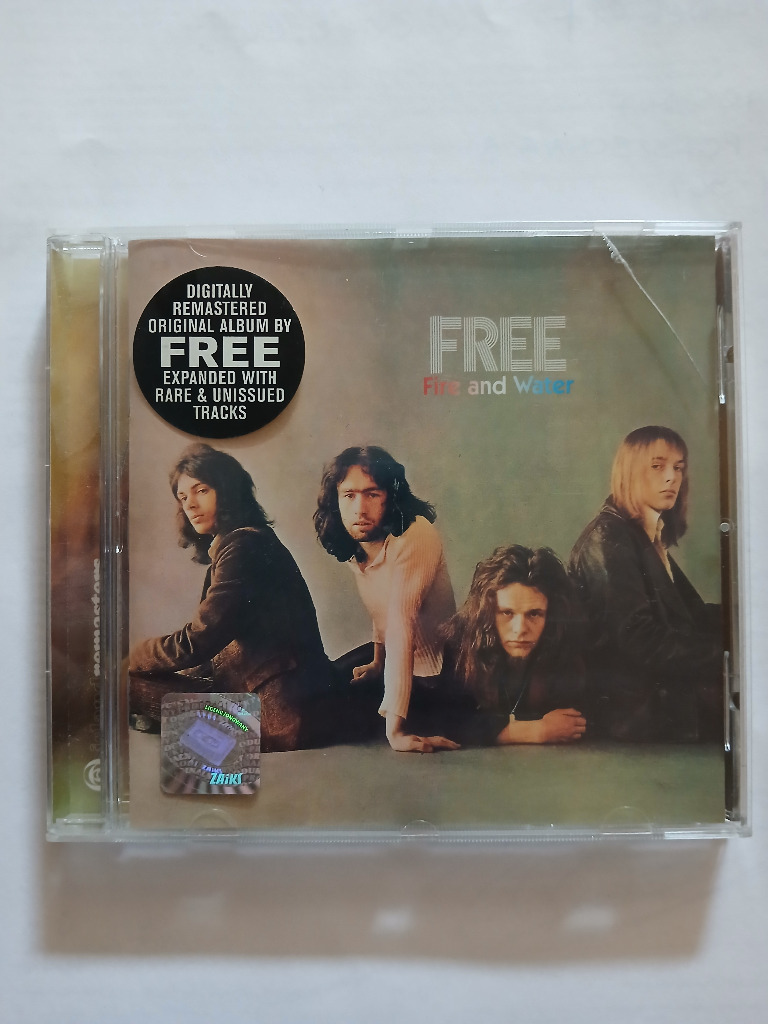 DIGITALLY
REMASTERED
ORIGINAL ALBUM BY
FREE
EXPANDED WITH
RARE & UNISSUED
TRACKS
FREE
Fire and Water
remasters
ZAiKS